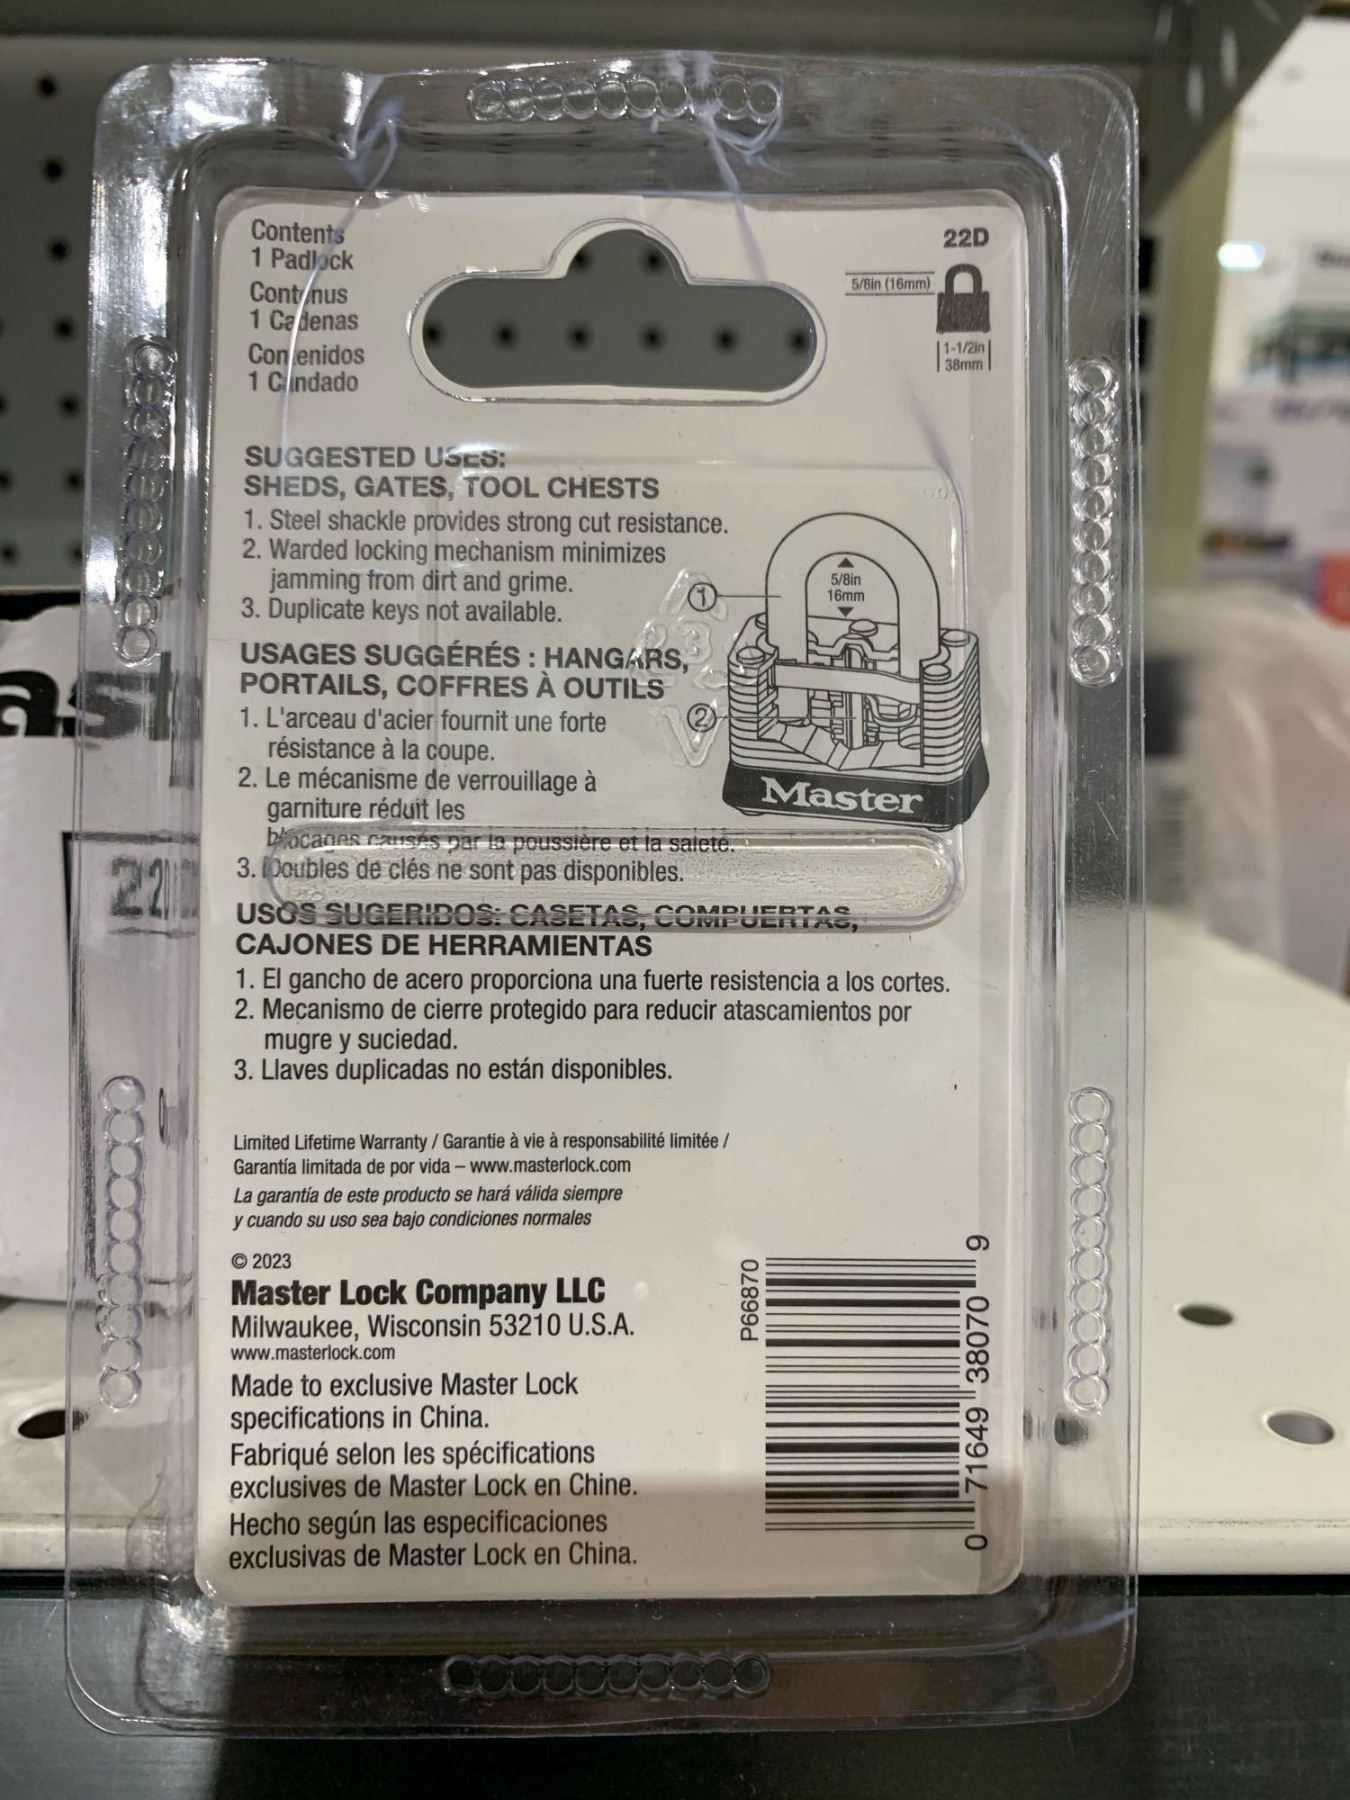 Contents
1 Padlock
Contenus
1 Cadenas
Contenidos
1 Candado
22D
5/8in (16mm)
1-1/2in
38mm
SUGGESTED USES:
SHEDS, GATES, TOOL CHESTS
1. Steel shackle provides strong cut resistance.
2. Warded locking mechanism minimizes
jamming from dirt and grime.
3. Duplicate keys not available.
1
5/8in
16mm
2
Master
USAGES SUGGÉRÉS : HANGARS,
PORTAILS, COFFRES À OUTILS
1. L'arceau d'acier fournit une forte
résistance à la coupe.
2. Le mécanisme de verrouillage à
garniture réduit les
blocages causés par la poussière et la saleté.
3. Doubles de clés ne sont pas disponibles.
USOS SUGERIDOS: CASETAS, COMPUERTAS,
CAJONES DE HERRAMIENTAS
1. El gancho de acero proporciona una fuerte resistencia a los cortes.
2. Mecanismo de cierre protegido para reducir atascamientos por
mugre y suciedad.
3. Llaves duplicadas no están disponibles.
Limited Lifetime Warranty / Garantie à vie à responsabilité limitée /
Garantía limitada de por vida – www.masterlock.com
La garantía de este producto se hará válida siempre
y cuando su uso sea bajo condiciones normales
© 2023
Master Lock Company LLC
Milwaukee, Wisconsin 53210 U.S.A.
www.masterlock.com
Made to exclusive Master Lock
specifications in China.
Fabriqué selon les spécifications
exclusives de Master Lock en Chine.
Hecho según las especificaciones
exclusivas de Master Lock en China.
P66870
0 71649 38070 9